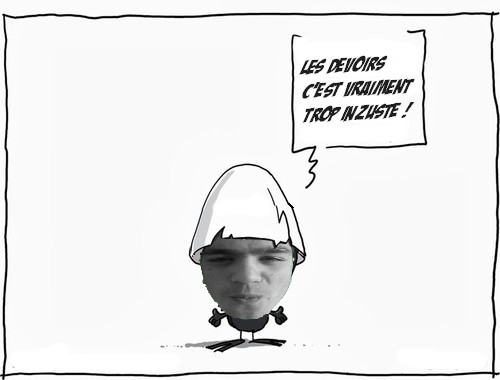 LES DEVOIRS
C'EST VRAIMENT
TROP INZUSTE !